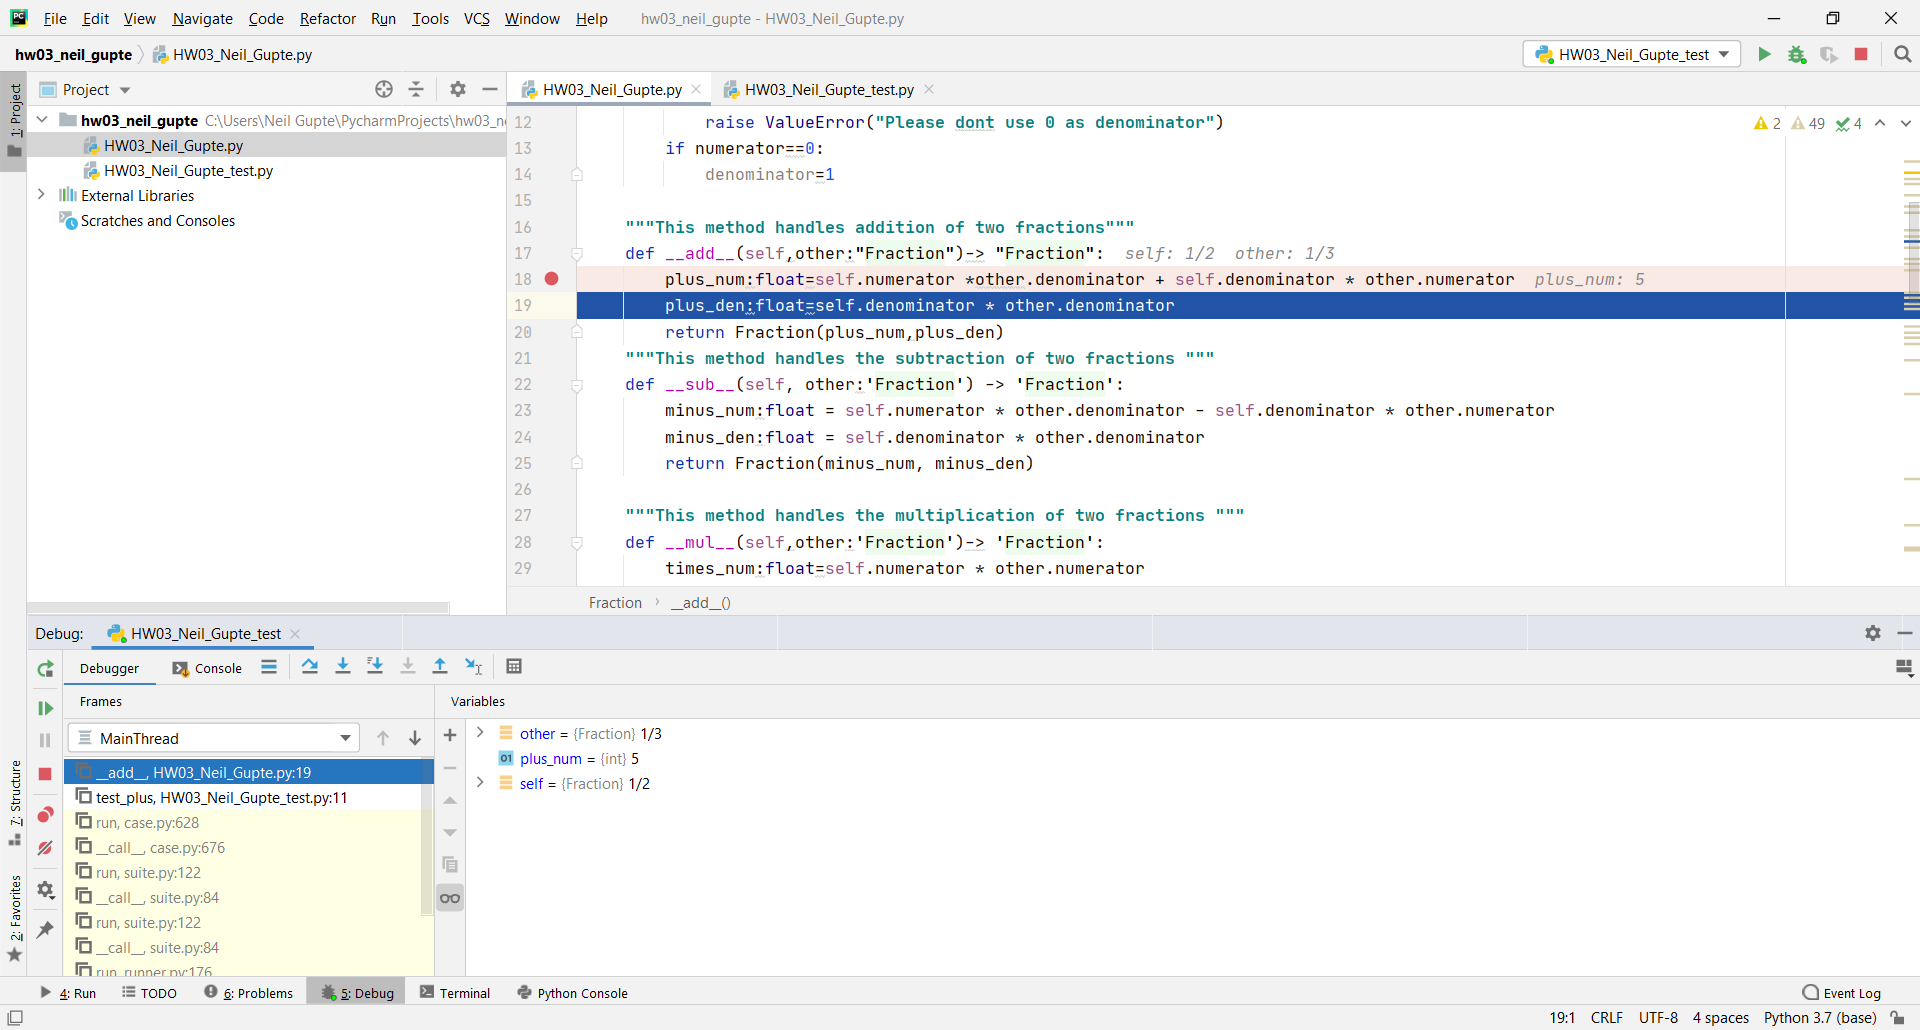 File Edit View Navigate Code Refactor Run Tools VCS Window Help hw03_neil_gupte - HW03_Neil_Gupte.py
hw03_neil_gupte HW03_Neil_Gupte.py HW03_Neil_Gupte_test
1: Project
7: Structure
2: Favorites
Project
hw03_neil_gupte C:\Users\Neil Gupte\PycharmProjects\hw03_n
HW03_Neil_Gupte.py
HW03_Neil_Gupte_test.py
External Libraries
Scratches and Consoles
HW03_Neil_Gupte.py HW03_Neil_Gupte_test.py
2 49 4
12 raise ValueError("Please dont use 0 as denominator")
13 if numerator==0:
14 denominator=1
15
16 """This method handles addition of two fractions"""
17 def __add__(self,other:"Fraction")-> "Fraction": self: 1/2 other: 1/3
18 plus_num:float=self.numerator *other.denominator + self.denominator * other.numerator plus_num: 5
19 plus_den:float=self.denominator * other.denominator
20 return Fraction(plus_num,plus_den)
21 """This method handles the subtraction of two fractions """
22 def __sub__(self, other:'Fraction') -> 'Fraction':
23 minus_num:float = self.numerator * other.denominator - self.denominator * other.numerator
24 minus_den:float = self.denominator * other.denominator
25 return Fraction(minus_num, minus_den)
26
27 """This method handles the multiplication of two fractions """
28 def __mul__(self,other:'Fraction')-> 'Fraction':
29 times_num:float=self.numerator * other.numerator
Fraction __add__()
Debug: HW03_Neil_Gupte_test
Debugger Console
Frames
MainThread
__add__, HW03_Neil_Gupte.py:19
test_plus, HW03_Neil_Gupte_test.py:11
run, case.py:628
__call__, case.py:676
run, suite.py:122
__call__, suite.py:84
run, suite.py:122
__call__, suite.py:84
run, runner.py:176
Variables
other = {Fraction} 1/3
01 plus_num = {int} 5
self = {Fraction} 1/2
4: Run TODO 6: Problems 5: Debug Terminal Python Console Event Log
19:1 CRLF UTF-8 4 spaces Python 3.7 (base)